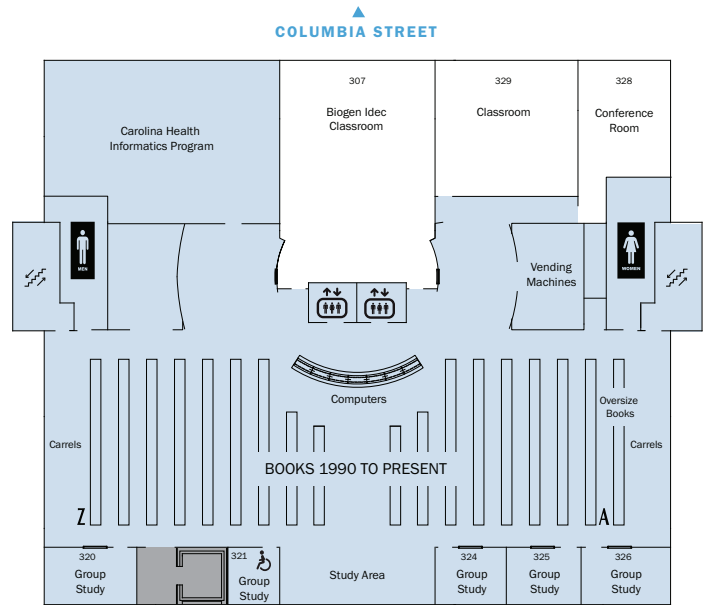 COLUMBIA STREET
307
Biogen Idec
Classroom
329
Classroom
328
Conference
Room
Carolina Health
Informatics Program
MEN
WOMEN
Vending
Machines
Computers
Oversize
Books
Carrels
Carrels
BOOKS 1990 TO PRESENT
Z
A
320
Group
Study
321
Group
Study
Study Area
324
Group
Study
325
Group
Study
326
Group
Study